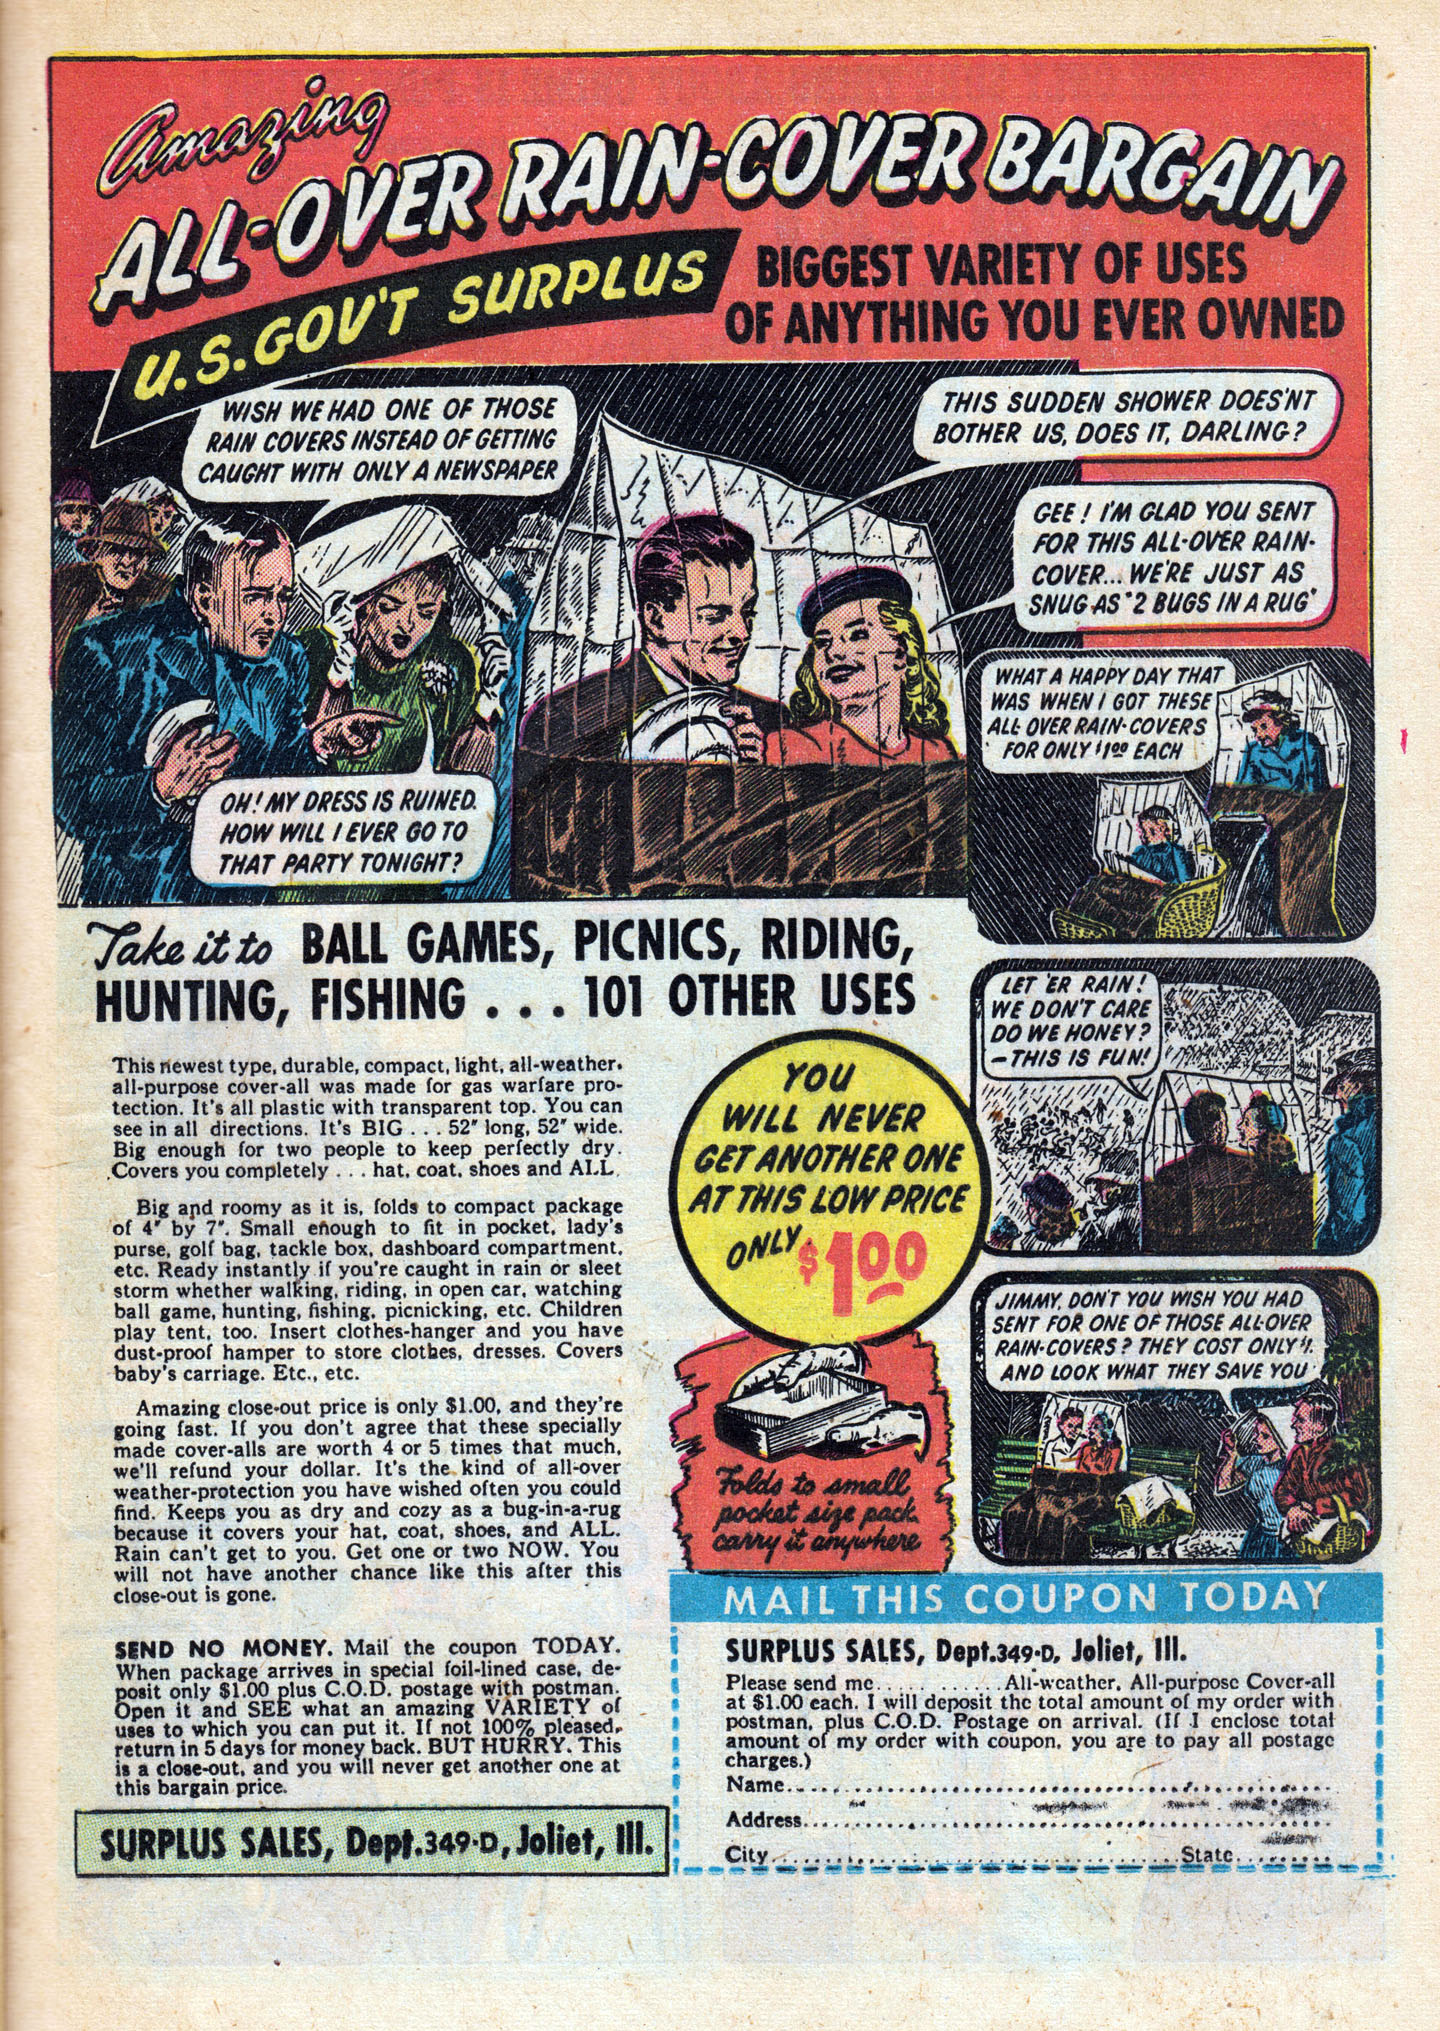 Amazing
ALL-OVER RAIN-COVER BARGAIN
U.S. GOV'T SURPLUS
BIGGEST VARIETY OF USES
OF ANYTHING YOU EVER OWNED
WISH WE HAD ONE OF THOSE
RAIN COVERS INSTEAD OF GETTING
CAUGHT WITH ONLY A NEWSPAPER
THIS SUDDEN SHOWER DOES'NT
BOTHER US, DOES IT, DARLING?
GEE! I'M GLAD YOU SENT
FOR THIS ALL-OVER RAIN-
COVER... WE'RE JUST AS
SNUG AS "2 BUGS IN A RUG"
OH! MY DRESS IS RUINED.
HOW WILL I EVER GO TO
THAT PARTY TONIGHT?
WHAT A HAPPY DAY THAT
WAS WHEN I GOT THESE
ALL OVER RAIN-COVERS
FOR ONLY $1.00 EACH
Take it to BALL GAMES, PICNICS, RIDING,
HUNTING, FISHING . . . 101 OTHER USES
LET 'ER RAIN!
WE DON'T CARE
DO WE HONEY?
- THIS IS FUN!
This newest type, durable, compact, light, all-weather,
all-purpose cover-all was made for gas warfare pro-
tection. It's all plastic with transparent top. You can
see in all directions. It's BIG . . . 52" long, 52" wide.
Big enough for two people to keep perfectly dry.
Covers you completely . . . hat, coat, shoes and ALL.
Big and roomy as it is, folds to compact package
of 4" by 7". Small enough to fit in pocket, lady's
purse, golf bag, tackle box, dashboard compartment,
etc. Ready instantly if you're caught in rain or sleet
storm whether walking, riding, in open car, watching
ball game, hunting, fishing, picnicking, etc. Children
play tent, too. Insert clothes-hanger and you have
dust-proof hamper to store clothes, dresses. Covers
baby's carriage. Etc., etc.
Amazing close-out price is only $1.00, and they're
going fast. If you don't agree that these specially
made cover-alls are worth 4 or 5 times that much,
we'll refund your dollar. It's the kind of all-over
weather-protection you have wished often you could
find. Keeps you as dry and cozy as a bug-in-a-rug
because it covers your hat, coat, shoes, and ALL.
Rain can't get to you. Get one or two NOW. You
will not have another chance like this after this
close-out is gone.
YOU
WILL NEVER
GET ANOTHER ONE
AT THIS LOW PRICE
ONLY $1.00
Folds to small
pocket size pack,
carry it anywhere
JIMMY, DON'T YOU WISH YOU HAD
SENT FOR ONE OF THOSE ALL-OVER
RAIN-COVERS? THEY COST ONLY $1.
AND LOOK WHAT THEY SAVE YOU
SEND NO MONEY. Mail the coupon TODAY.
When package arrives in special foil-lined case, de-
posit only $1.00 plus C.O.D. postage with postman.
Open it and SEE what an amazing VARIETY of
uses to which you can put it. If not 100% pleased,
return in 5 days for money back. BUT HURRY. This
is a close-out, and you will never get another one at
this bargain price.
SURPLUS SALES, Dept. 349-D, Joliet, Ill.
MAIL THIS COUPON TODAY
SURPLUS SALES, Dept. 349-D, Joliet, Ill.
Please send me........... All-weather, All-purpose Cover-all
at $1.00 each. I will deposit the total amount of my order with
postman, plus C.O.D. Postage on arrival. (If I enclose total
amount of my order with coupon, you are to pay all postage
charges.)
Name
Address
City State